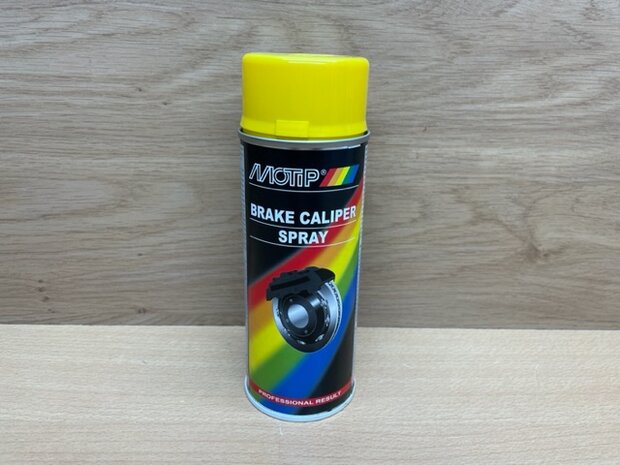 MOTIP®
BRAKE CALIPER
SPRAY
PROFESSIONAL RESULT